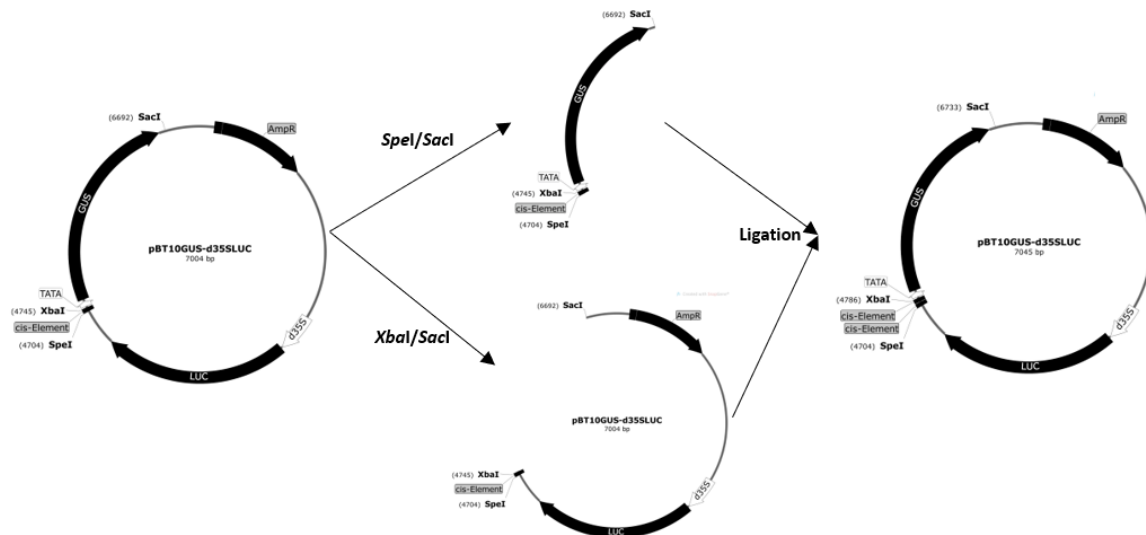 (6692) SacI
AmpR
GUS
pBT10GUS-d35SLUC
7004 bp
TATA
(4745) XbaI
cis-Element
(4704) SpeI
d35S
LUC
SpeI/SacI
XbaI/SacI
(6692) SacI
GUS
TATA
(4745) XbaI
cis-Element
(4704) SpeI
(6692) SacI
AmpR
pBT10GUS-d35SLUC
7004 bp
(4745) XbaI
cis-Element
(4704) SpeI
d35S
LUC
Ligation
(6733) SacI
AmpR
GUS
pBT10GUS-d35SLUC
7045 bp
TATA
(4786) XbaI
cis-Element
cis-Element
(4704) SpeI
d35S
LUC